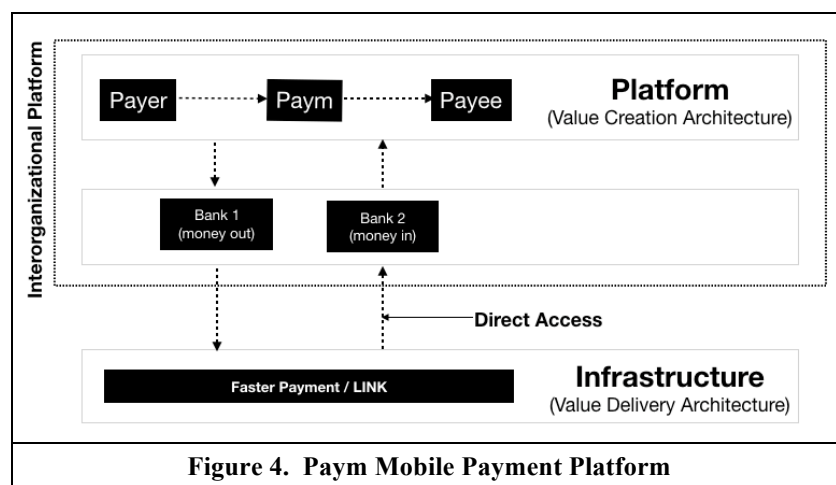 Interorganizational Platform
Payer
Paym
Payee
Platform
(Value Creation Architecture)
Bank 1
(money out)
Bank 2
(money in)
Direct Access
Faster Payment / LINK
Infrastructure
(Value Delivery Architecture)
Figure 4. Paym Mobile Payment Platform